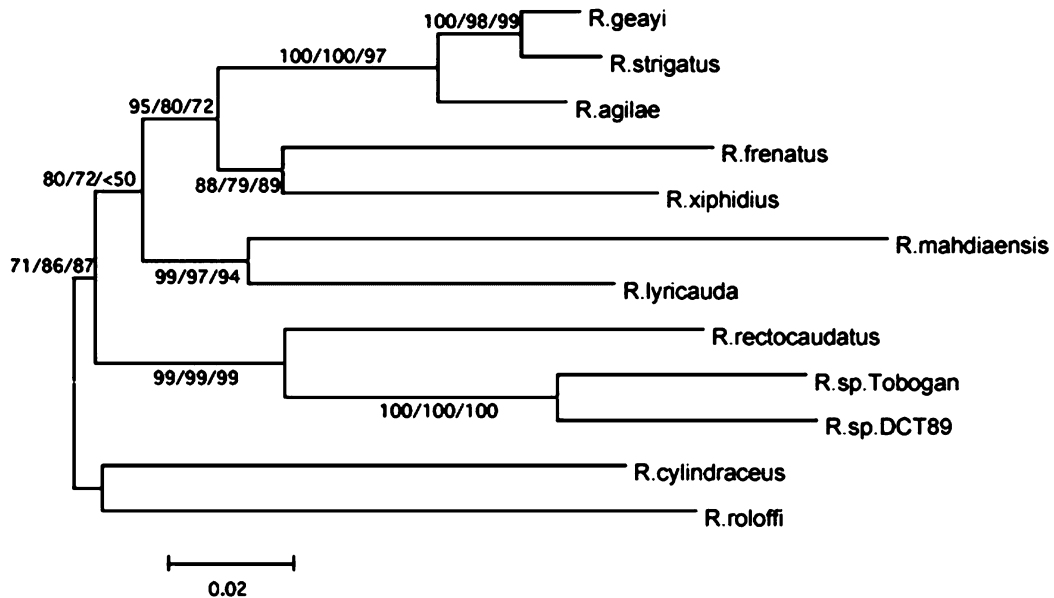 100/98/99
R.geayi
100/100/97
R.strigatus
95/80/72
R.agilae
R.frenatus
80/72/<50
88/79/89
R.xiphidius
R.mahdiaensis
71/86/87
99/97/94
R.lyricauda
R.rectocaudatus
99/99/99
R.sp.Tobogan
100/100/100
R.sp.DCT89
R.cylindraceus
R.roloffi
0.02